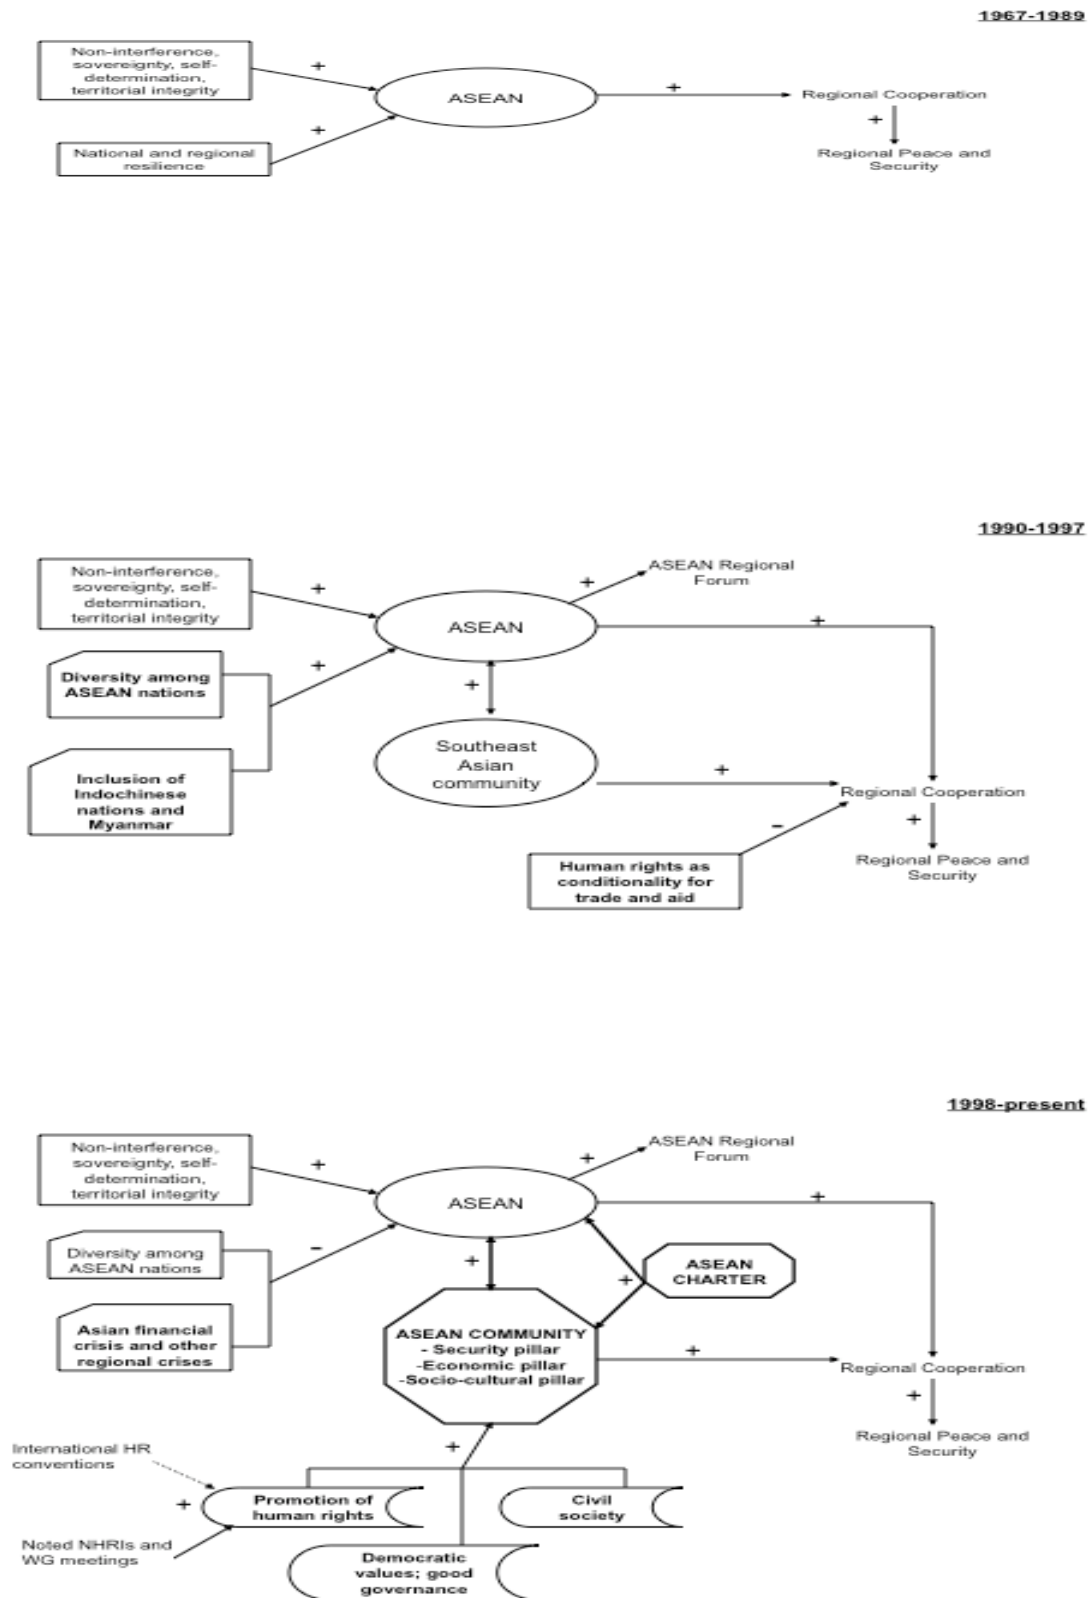 1967-1989
Non-interference,
sovereignty, self-
determination,
territorial integrity
+
ASEAN
+
Regional Cooperation
+
National and regional
resilience
+
Regional Peace and
Security
1990-1997
Non-interference,
sovereignty, self-
determination,
territorial integrity
+
ASEAN
+
ASEAN Regional
Forum
+
Diversity among
ASEAN nations
+
+
Inclusion of
Indochinese
nations and
Myanmar
Southeast
Asian
community
+
Regional Cooperation
-
+
Human rights as
conditionality for
trade and aid
Regional Peace and
Security
1998-present
Non-interference,
sovereignty, self-
determination,
territorial integrity
+
ASEAN
+
ASEAN Regional
Forum
+
Diversity among
ASEAN nations
-
+
+
ASEAN
CHARTER
Asian financial
crisis and other
regional crises
ASEAN COMMUNITY
- Security pillar
-Economic pillar
-Socio-cultural pillar
+
Regional Cooperation
+
Regional Peace and
Security
+
International HR
conventions
+
Promotion of
human rights
Civil
society
Noted NHRIs and
WG meetings
Democratic
values; good
governance